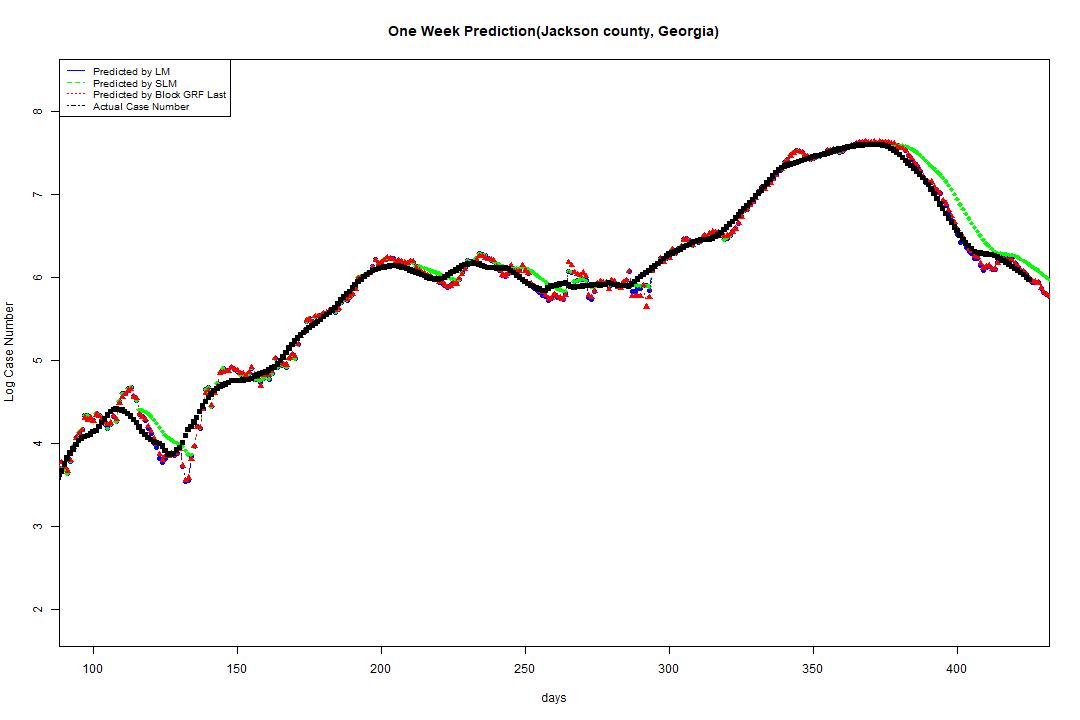 One Week Prediction(Jackson county, Georgia)
Predicted by LM
Predicted by SLM
Predicted by Block GRF Last
Actual Case Number
8
7
6
5
4
3
2
Log Case Number
100 150 200 250 300 350 400
days